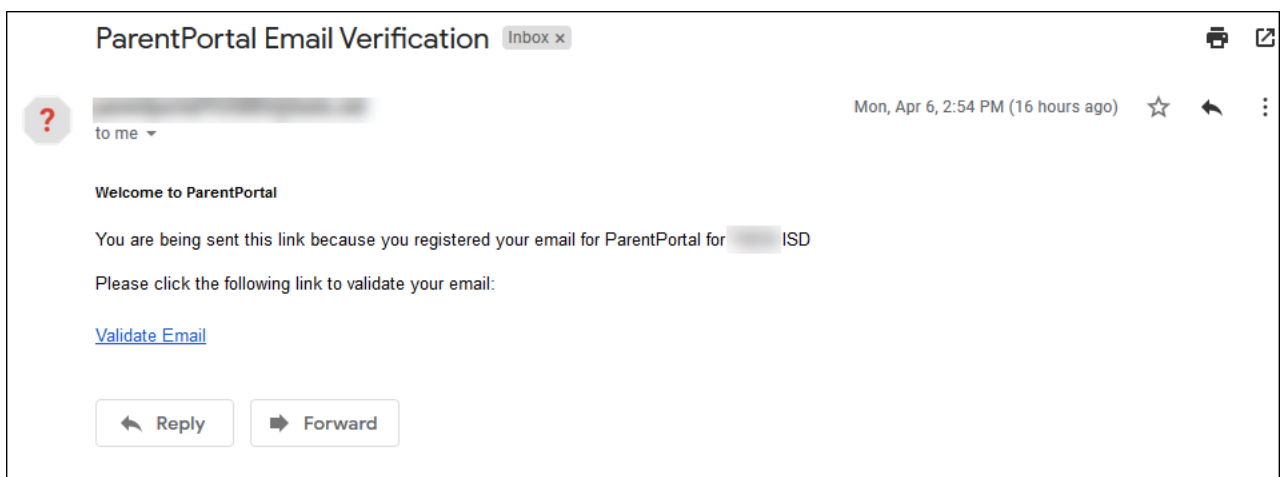 ParentPortal Email Verification Inbox x
?
Mon, Apr 6, 2:54 PM (16 hours ago)
to me
Welcome to ParentPortal
You are being sent this link because you registered your email for ParentPortal for ISD
Please click the following link to validate your email:
Validate Email
Reply Forward